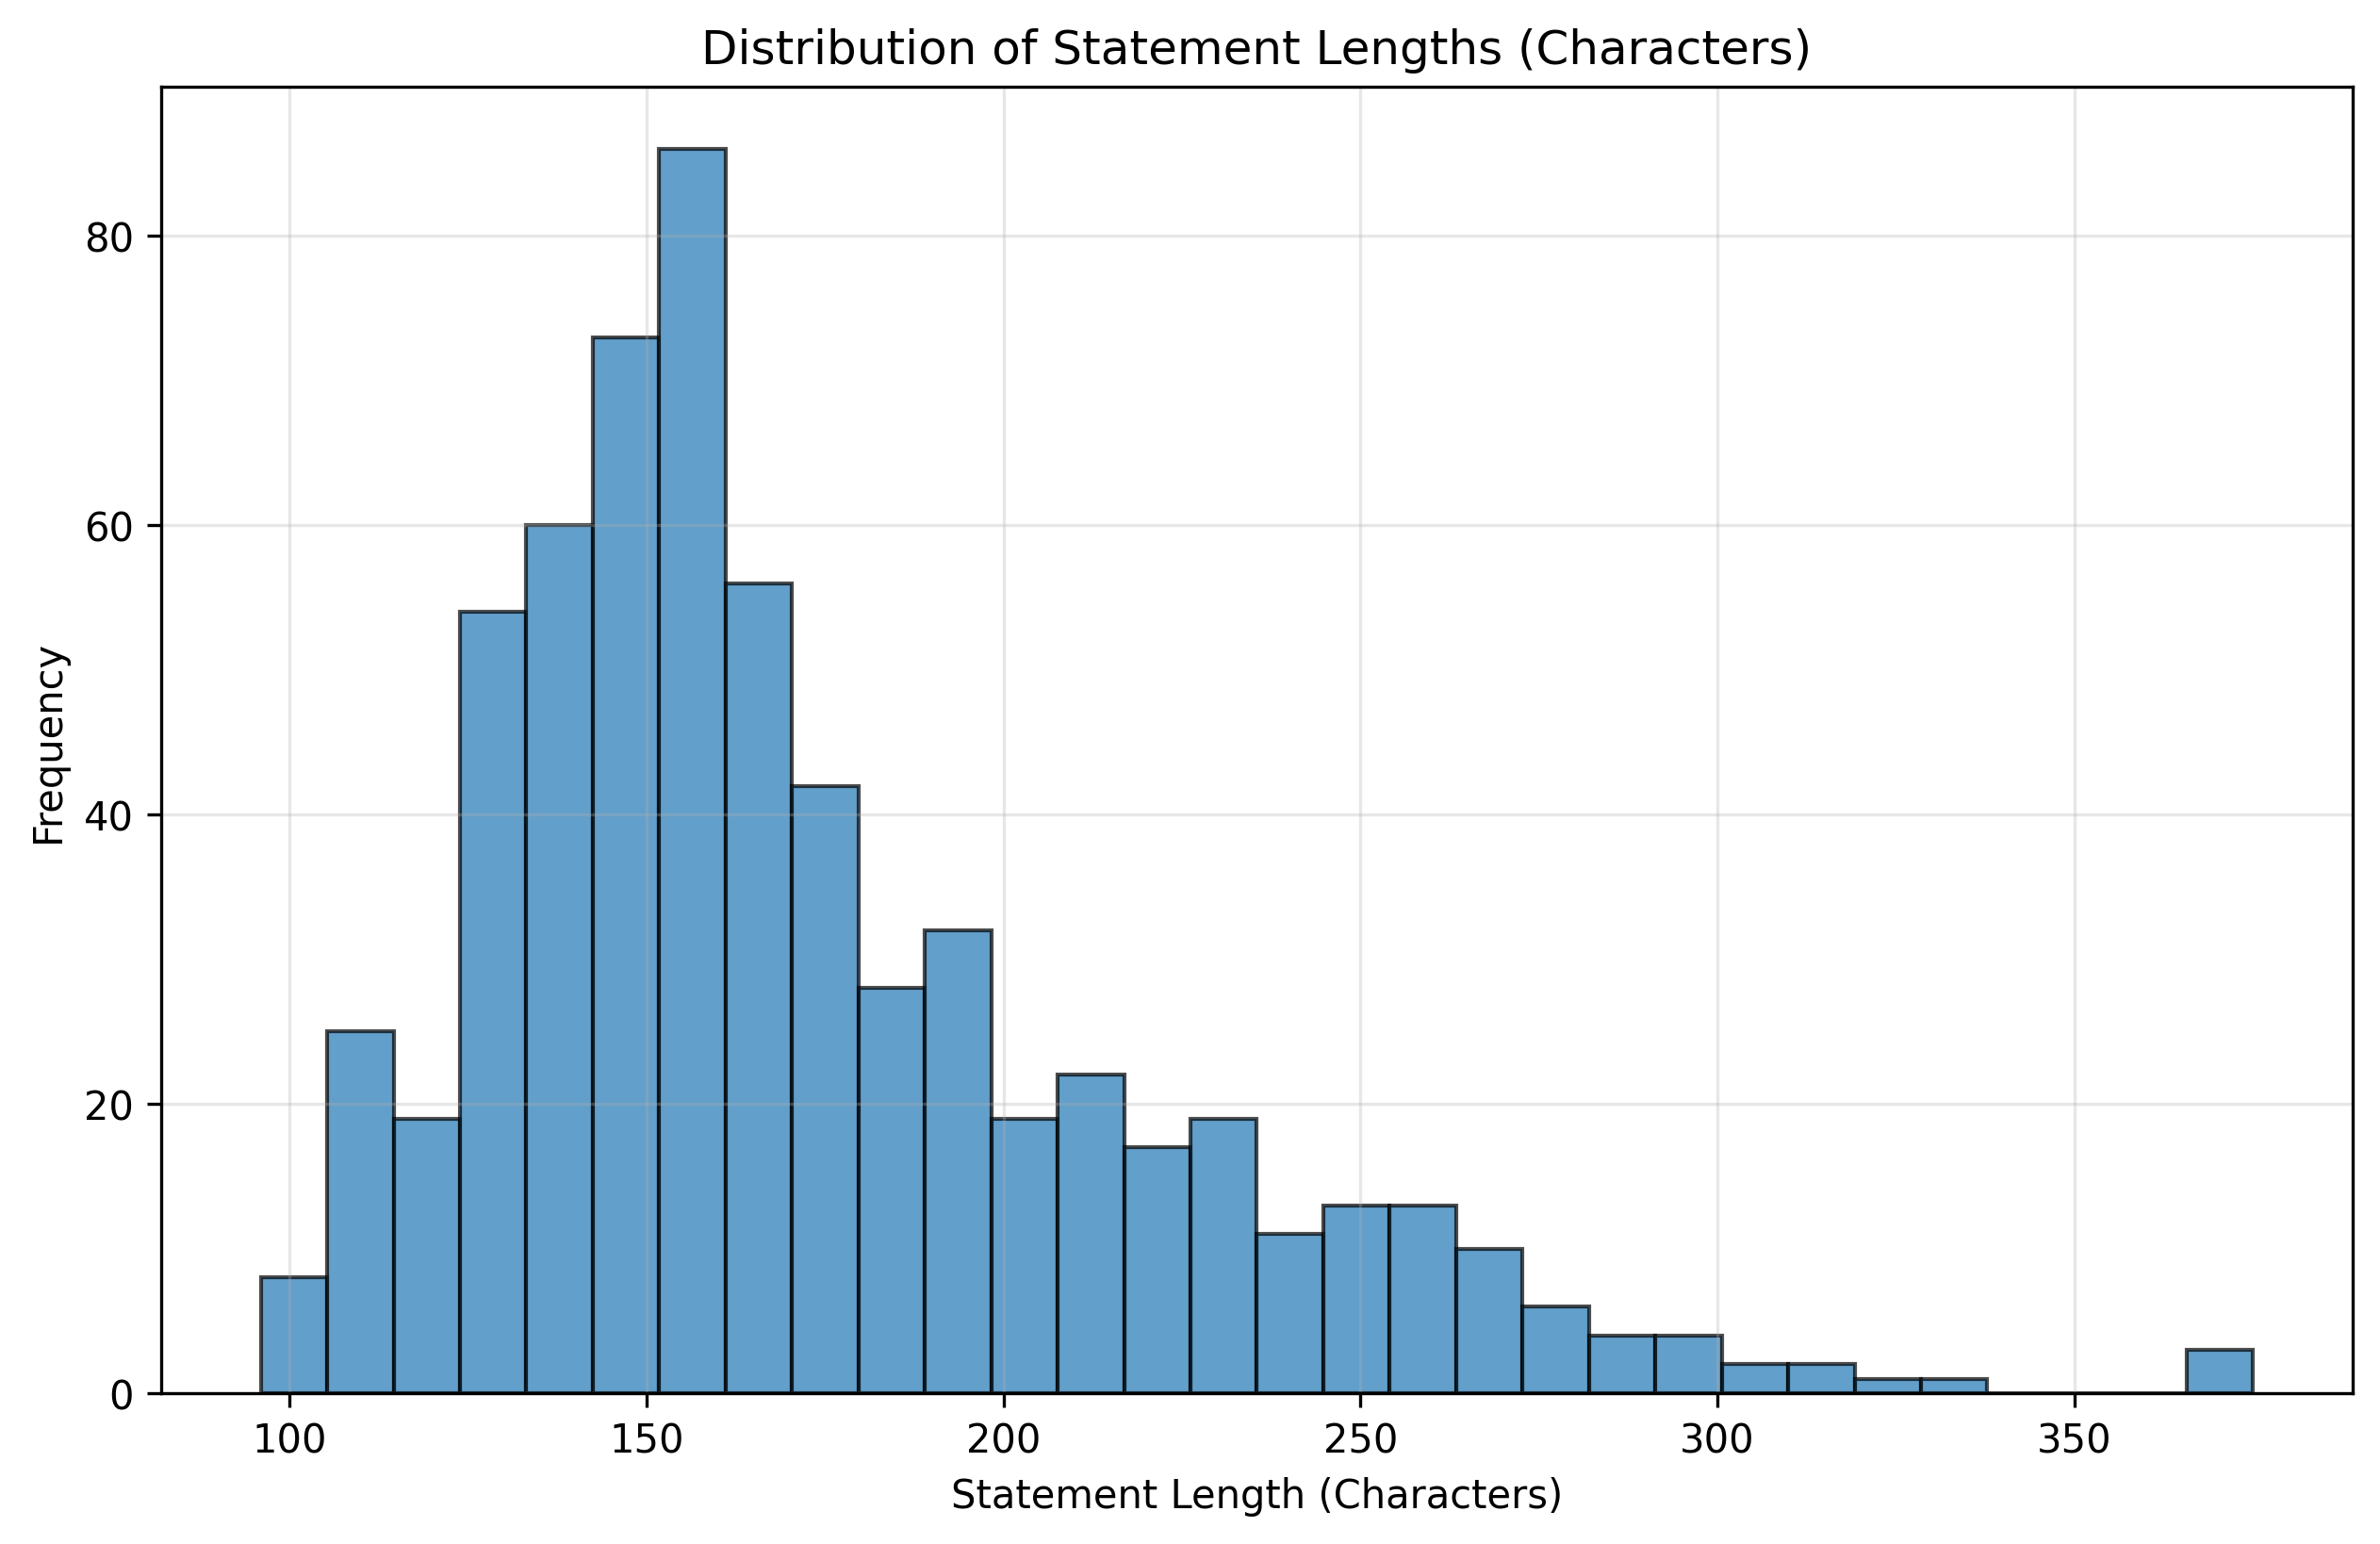 Distribution of Statement Lengths (Characters)
Frequency
80
60
40
20
0
100 150 200 250 300 350
Statement Length (Characters)